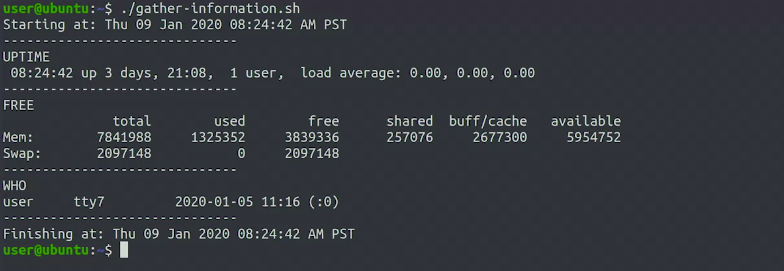 user@ubuntu:~$ ./gather-information.sh
Starting at: Thu 09 Jan 2020 08:24:42 AM PST
------------------------------
UPTIME
 08:24:42 up 3 days, 21:08,  1 user,  load average: 0.00, 0.00, 0.00
------------------------------
FREE
              total        used        free      shared  buff/cache   available
Mem:        7841988     1325352     3839336      257076     2677300     5954752
Swap:       2097148           0     2097148
------------------------------
WHO
user     tty7         2020-01-05 11:16 (:0)
------------------------------
Finishing at: Thu 09 Jan 2020 08:24:42 AM PST
user@ubuntu:~$